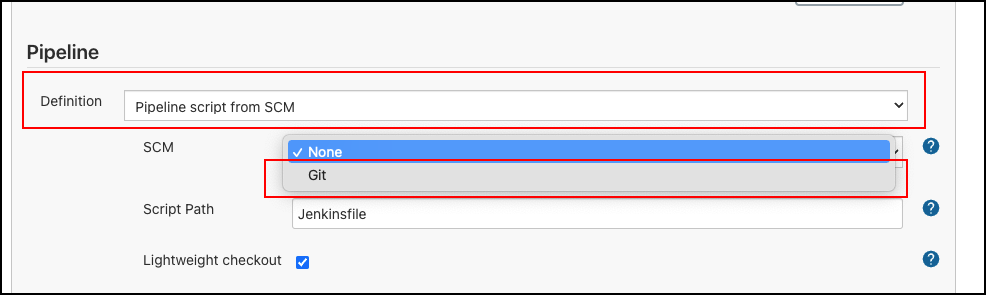 Pipeline
Definition
Pipeline script from SCM
SCM
✓ None
Git
Script Path
Jenkinsfile
Lightweight checkout